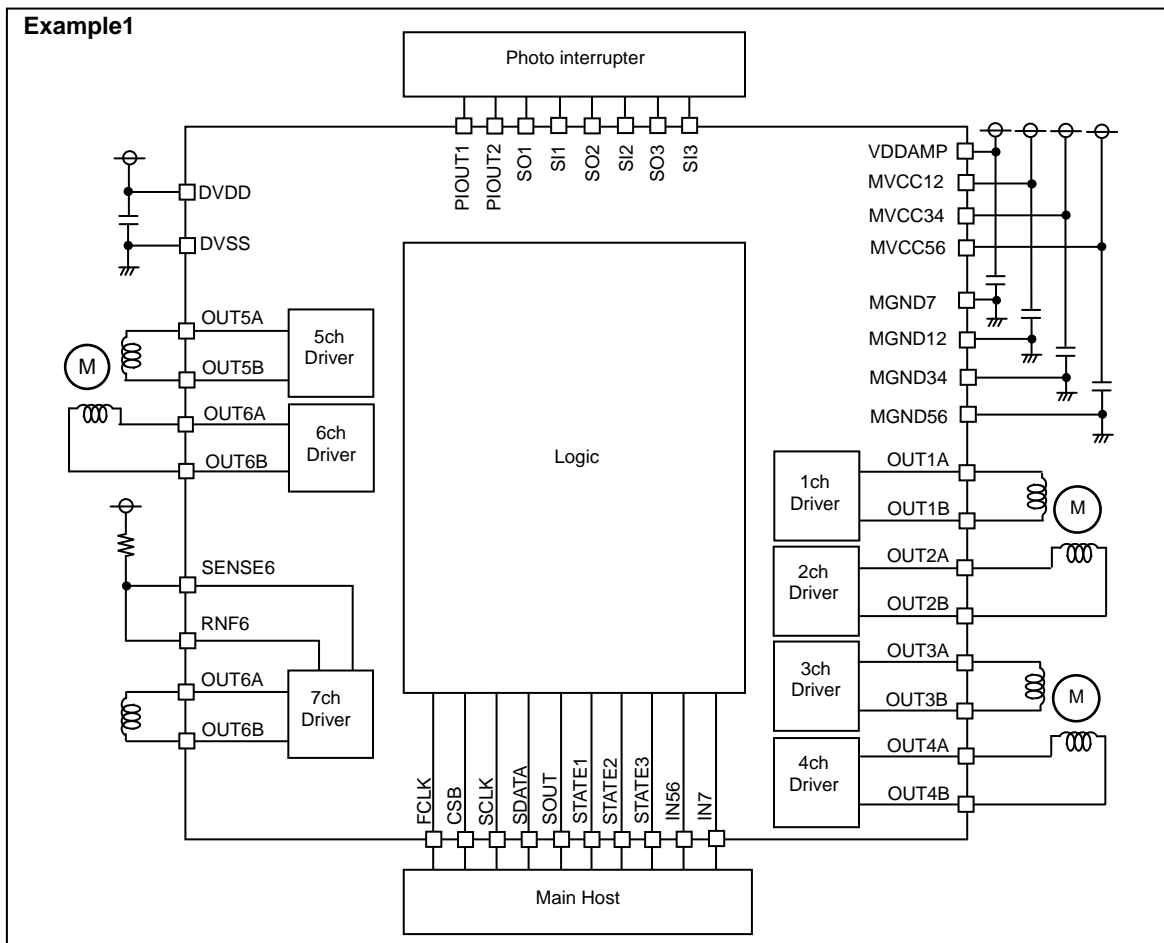 Example1
Photo interrupter
PIOUT1
PIOUT2
SO1
SI1
SO2
SI2
SO3
SI3
DVDD
DVSS
VDDAMP
MVCC12
MVCC34
MVCC56
MGND7
MGND12
MGND34
MGND56
OUT5A
5ch
Driver
M
OUT5B
OUT6A
6ch
Driver
OUT6B
Logic
OUT1A
1ch
Driver
OUT1B
M
OUT2A
2ch
Driver
OUT2B
SENSE6
RNF6
OUT6A
7ch
Driver
OUT6B
OUT3A
3ch
Driver
OUT3B
M
OUT4A
4ch
Driver
OUT4B
FCLK
CSB
SCLK
SDATA
SOUT
STATE1
STATE2
STATE3
IN56
IN7
Main Host